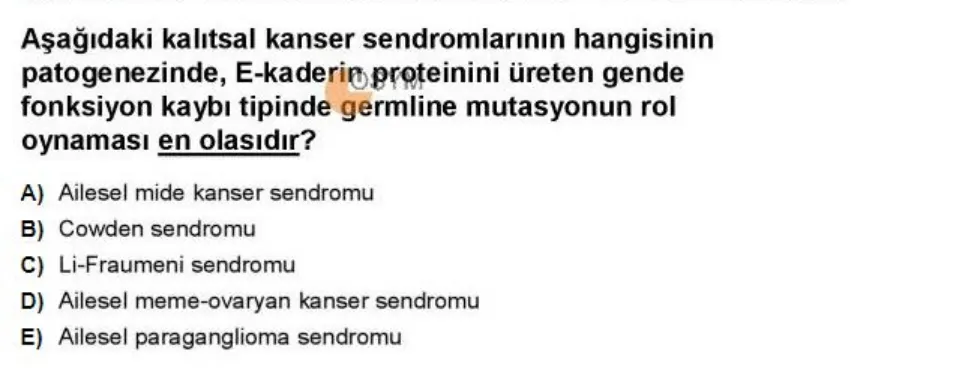 Aşağıdaki kalıtsal kanser sendromlarının hangisinin
patogenezinde, E-kaderin proteinini üreten gende
fonksiyon kaybı tipinde germline mutasyonun rol
oynaması en olasıdır?
A) Ailesel mide kanser sendromu
B) Cowden sendromu
C) Li-Fraumeni sendromu
D) Ailesel meme-ovaryan kanser sendromu
E) Ailesel paraganglioma sendromu